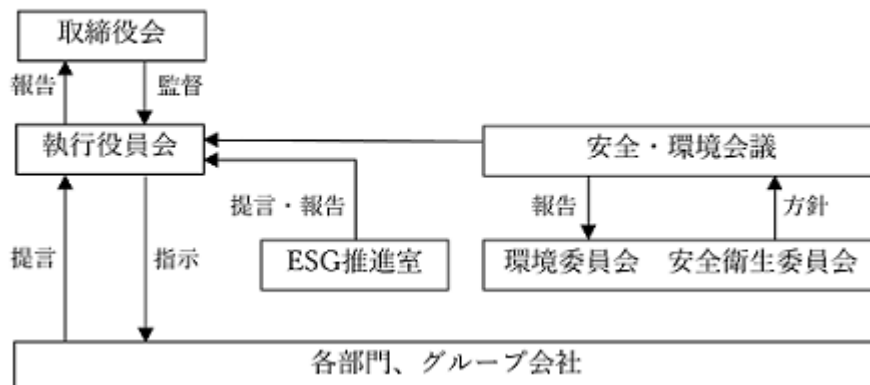 取締役会
報告 監督
執行役員会 安全・環境会議
提言・報告 報告 方針
提言 指示 ESG推進室 環境委員会 安全衛生委員会
各部門、グループ会社